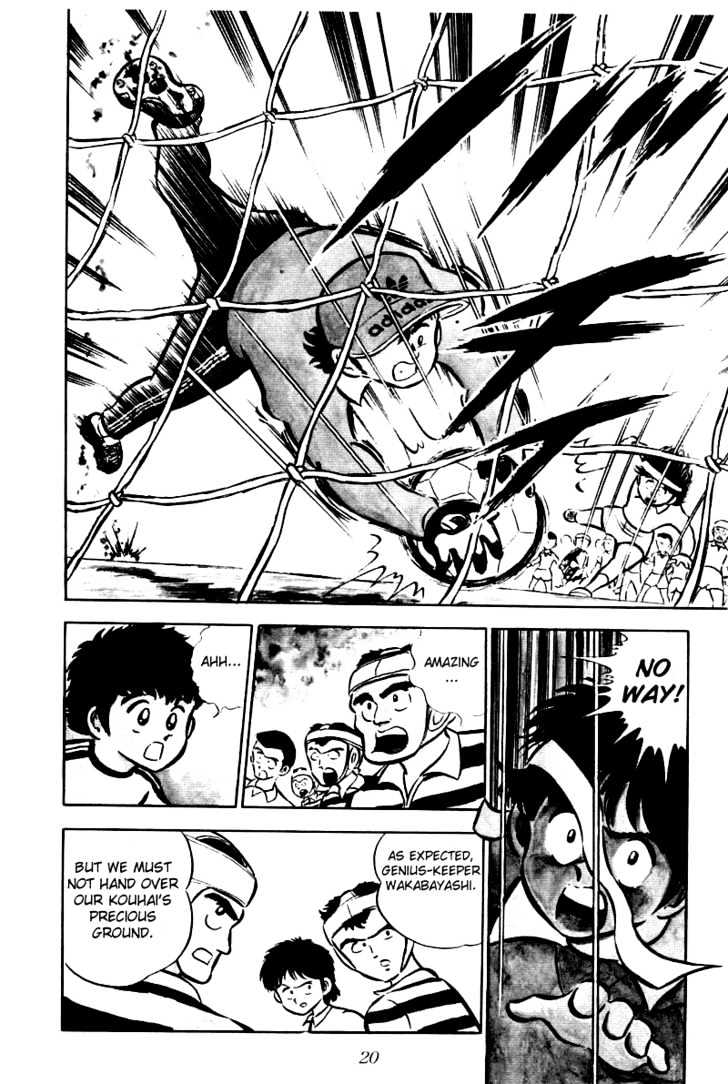 adidas
NO
WAY!
AMAZING
...
AHH...
AS EXPECTED,
GENIUS-KEEPER
WAKABAYASHI.
BUT WE MUST
NOT HAND OVER
OUR KOUHAI'S
PRECIOUS
GROUND.
20